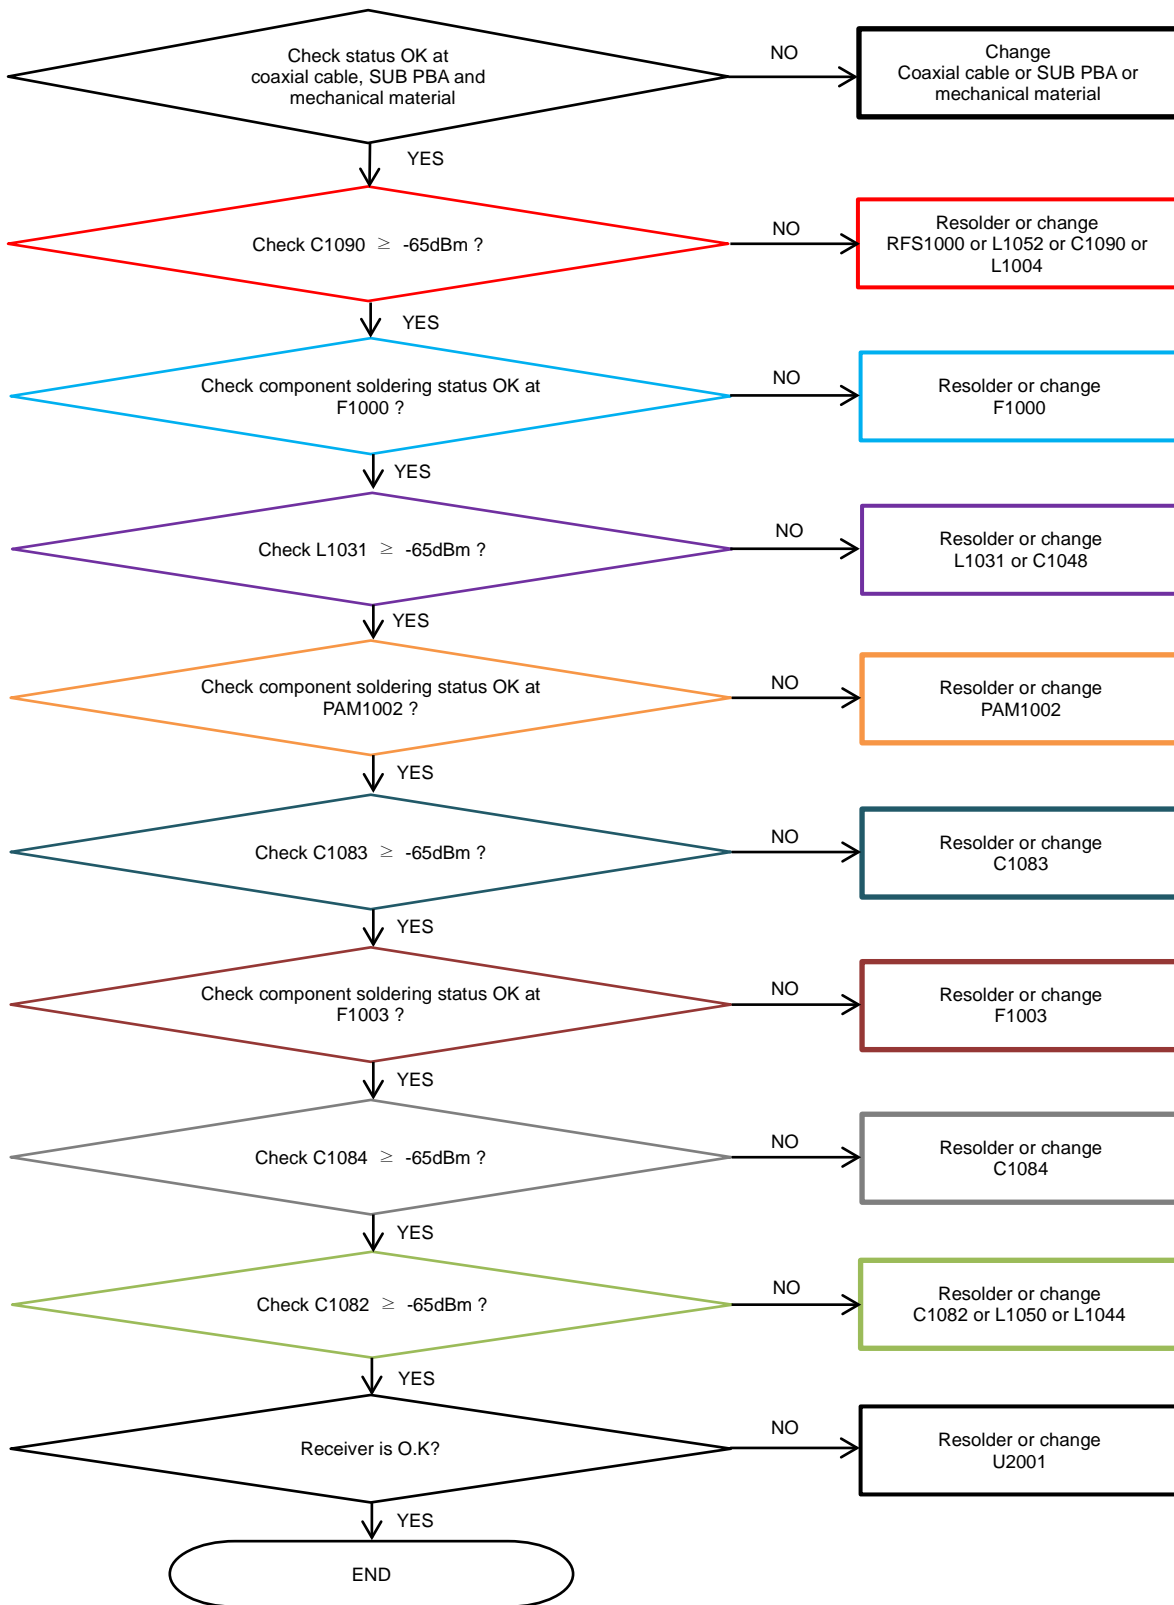 Check status OK at
coaxial cable, SUB PBA and
mechanical material
NO
Change
Coaxial cable or SUB PBA or
mechanical material
YES
Check C1090 ≥ -65dBm ?
NO
Resolder or change
RFS1000 or L1052 or C1090 or
L1004
YES
Check component soldering status OK at
F1000 ?
NO
Resolder or change
F1000
YES
Check L1031 ≥ -65dBm ?
NO
Resolder or change
L1031 or C1048
YES
Check component soldering status OK at
PAM1002 ?
NO
Resolder or change
PAM1002
YES
Check C1083 ≥ -65dBm ?
NO
Resolder or change
C1083
YES
Check component soldering status OK at
F1003 ?
NO
Resolder or change
F1003
YES
Check C1084 ≥ -65dBm ?
NO
Resolder or change
C1084
YES
Check C1082 ≥ -65dBm ?
NO
Resolder or change
C1082 or L1050 or L1044
YES
Receiver is O.K?
NO
Resolder or change
U2001
YES
END